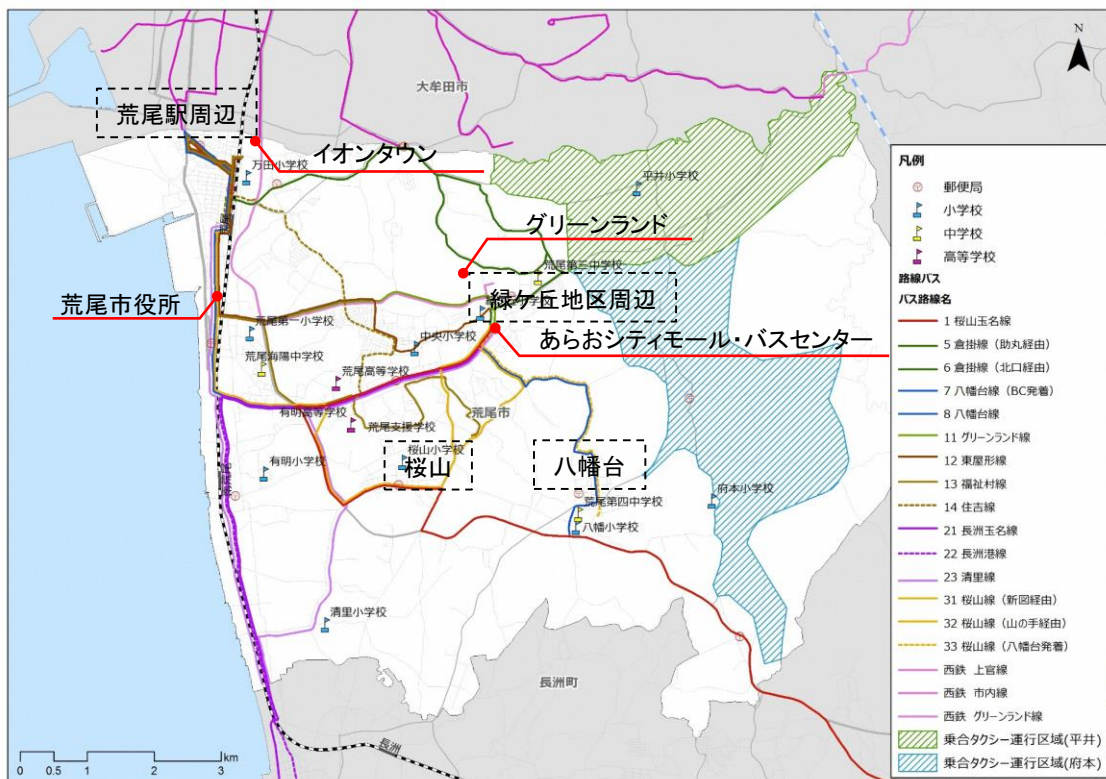 N
大牟田市
荒尾駅周辺
イオンタウン
万田小学校
平井小学校
グリーンランド
荒尾第三中学校
緑ケ丘地区周辺
荒尾市役所
荒尾第一小学校
中央小学校
あらおシティモール・バスセンター
荒尾海陽中学校
荒尾高等学校
有明高等学校
荒尾支援学校
荒尾市
桜山小学校
桜山
八幡台
有明小学校
荒尾第四中学校
府本小学校
八幡小学校
清里小学校
長洲町
長洲
0 0.5 1 2 3 km
凡例
郵便局
小学校
中学校
高等学校
路線バス
バス路線名
1 桜山玉名線
5 倉掛線（助丸経由）
6 倉掛線（北口経由）
7 八幡台線（BC発着）
8 八幡台線
11 グリーンランド線
12 東屋形線
13 福祉村線
14 住吉線
21 長洲玉名線
22 長洲港線
23 清里線
31 桜山線（新図経由）
32 桜山線（山の手経由）
33 桜山線（八幡台発着）
西鉄 上官線
西鉄 市内線
西鉄 グリーンランド線
乗合タクシー運行区域(平井)
乗合タクシー運行区域(府本)